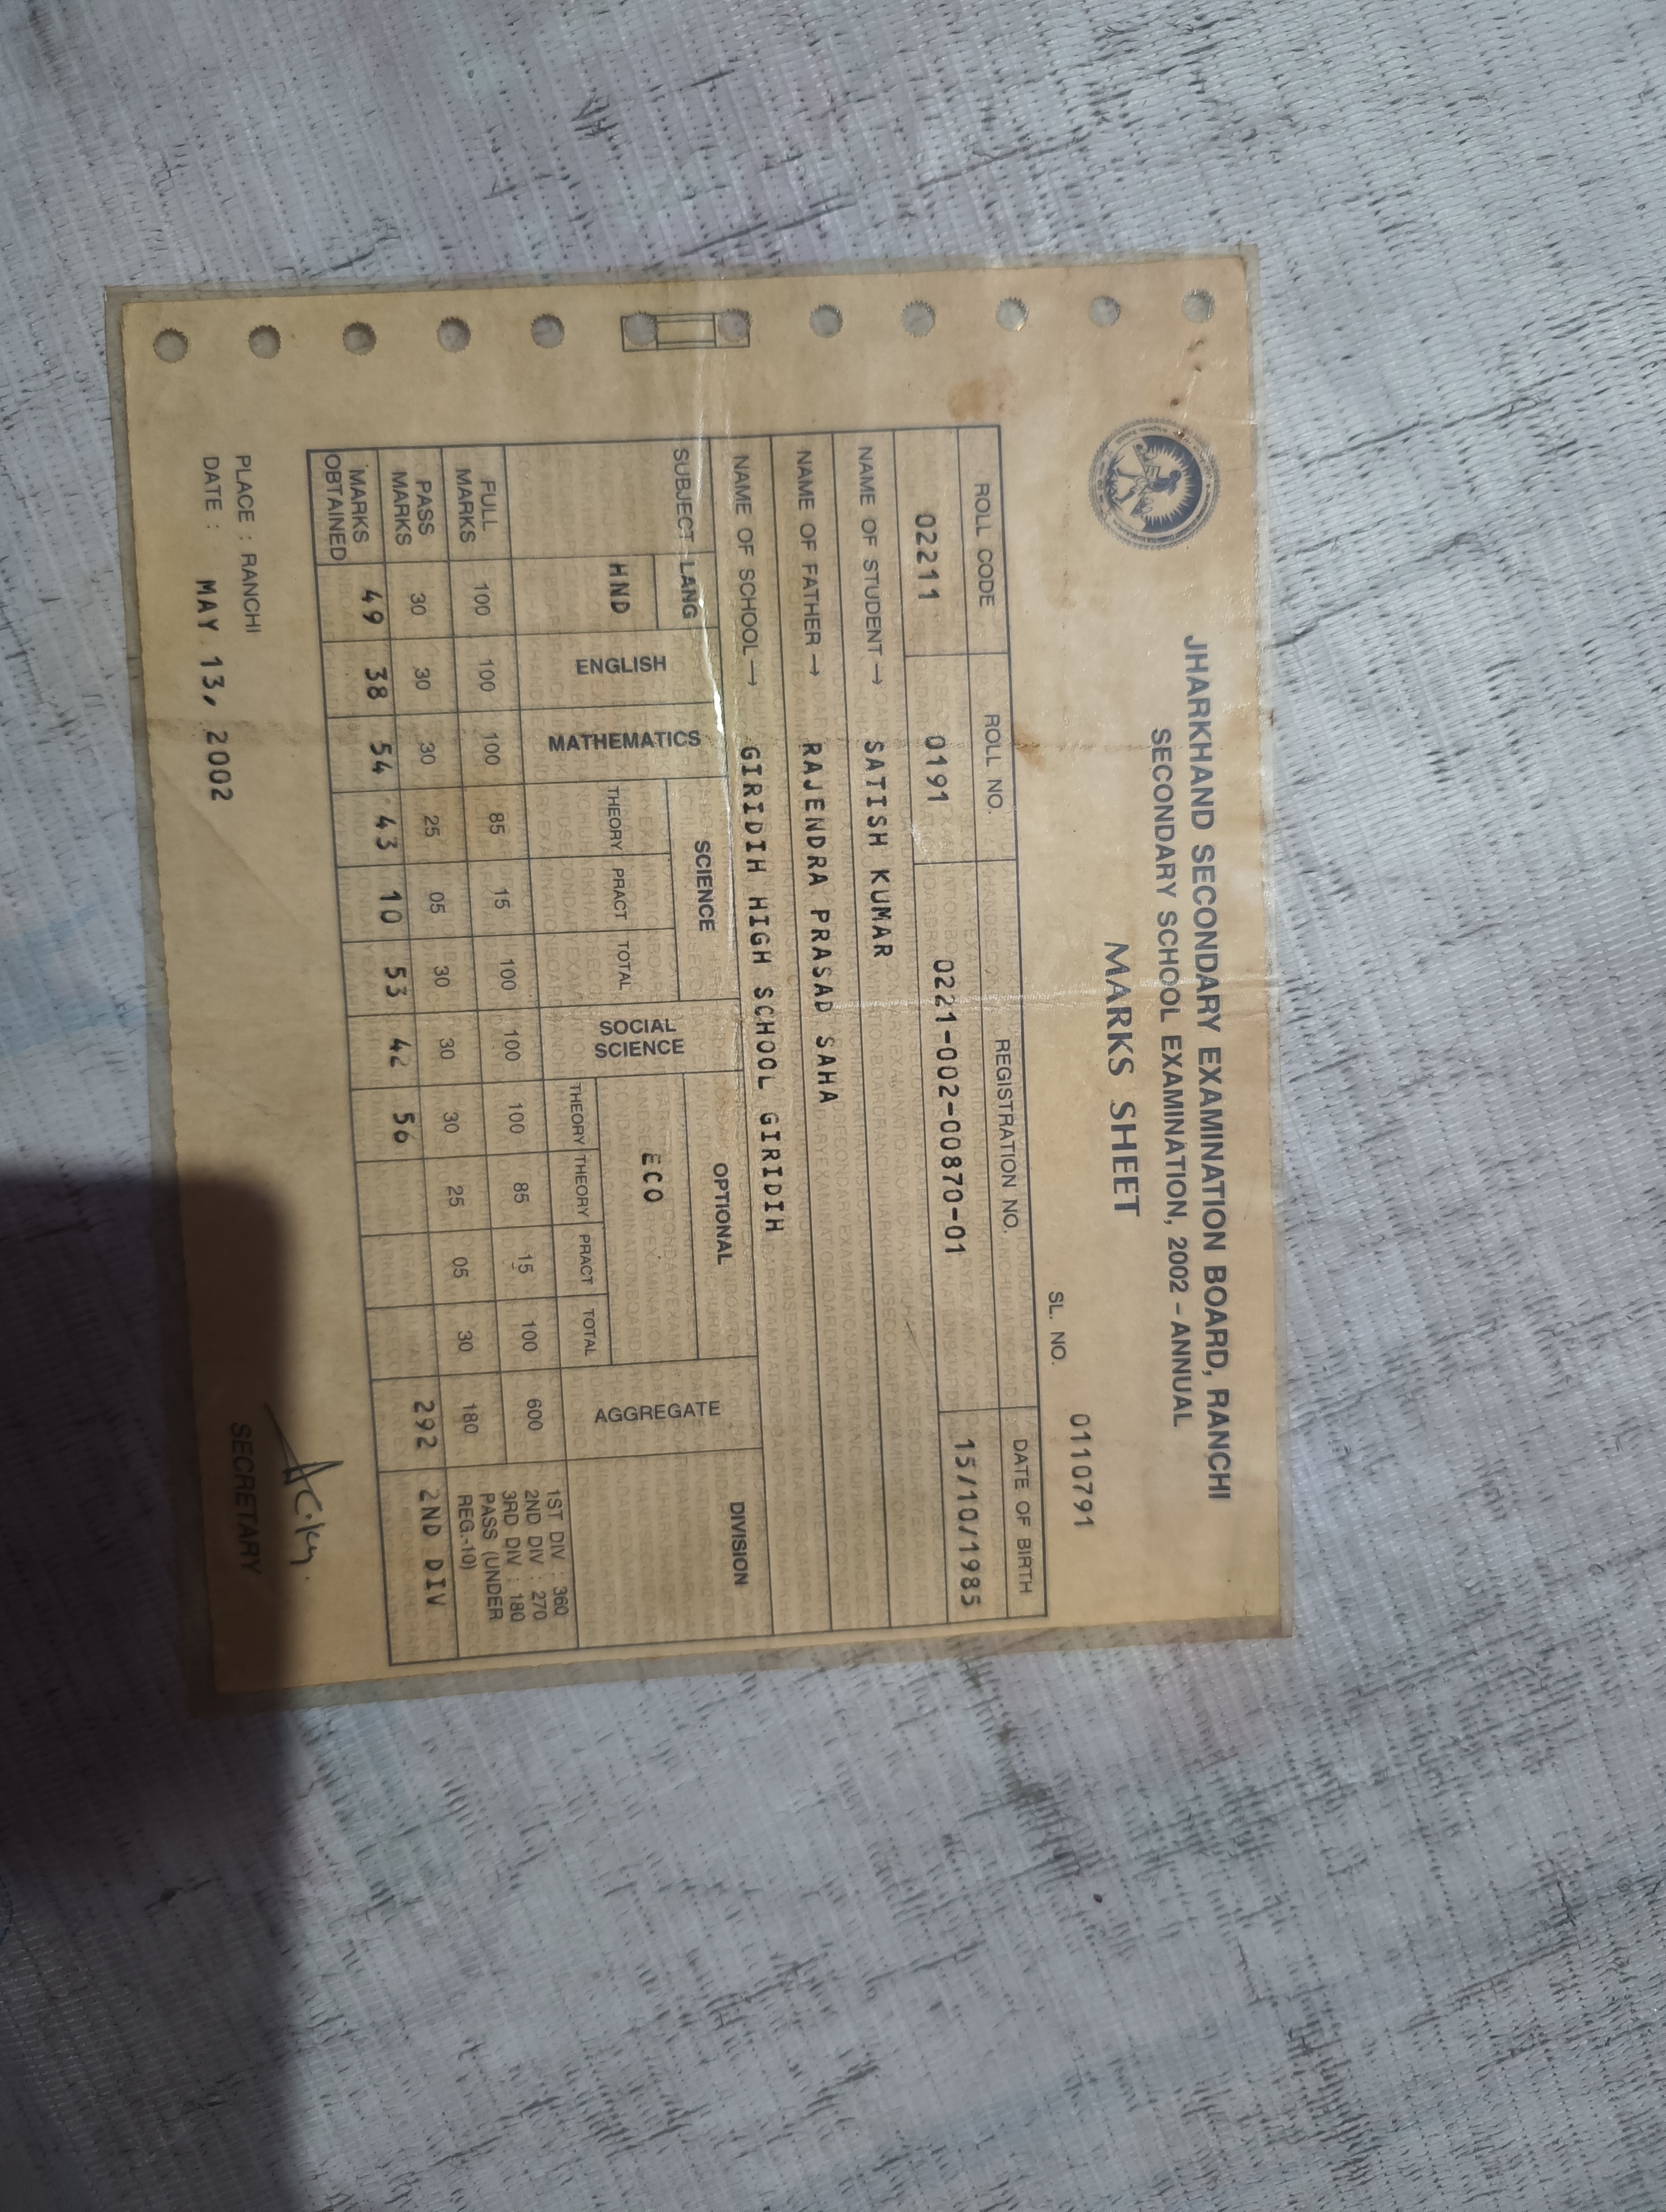 JHARKHAND SECONDARY EXAMINATION BOARD, RANCHI
SECONDARY SCHOOL EXAMINATION, 2002 - ANNUAL
MARKS SHEET
SL. NO. 0110791
ROLL CODE ROLL NO. REGISTRATION NO. DATE OF BIRTH
02211 0191 0221-002-00870-01 15/10/1985
NAME OF STUDENT → SATISH KUMAR
NAME OF FATHER → RAJENDRA PRASAD SAHA
NAME OF SCHOOL → GIRIDIH HIGH SCHOOL GIRIDIH
SUBJECT LANG ENGLISH MATHEMATICS SCIENCE SOCIAL SCIENCE OPTIONAL AGGREGATE DIVISION
HND THEORY PRACT TOTAL ECO
THEORY THEORY PRACT TOTAL
FULL MARKS 100 100 100 85 15 100 100 100 85 15 100 600
1ST DIV : 360
2ND DIV : 270
3RD DIV : 180
PASS (UNDER
REG.-10)
PASS MARKS 30 30 30 25 05 30 30 30 25 05 30 180
MARKS OBTAINED 49 38 54 43 10 53 42 56 292 2ND DIV
PLACE : RANCHI
DATE : MAY 13, 2002
SECRETARY